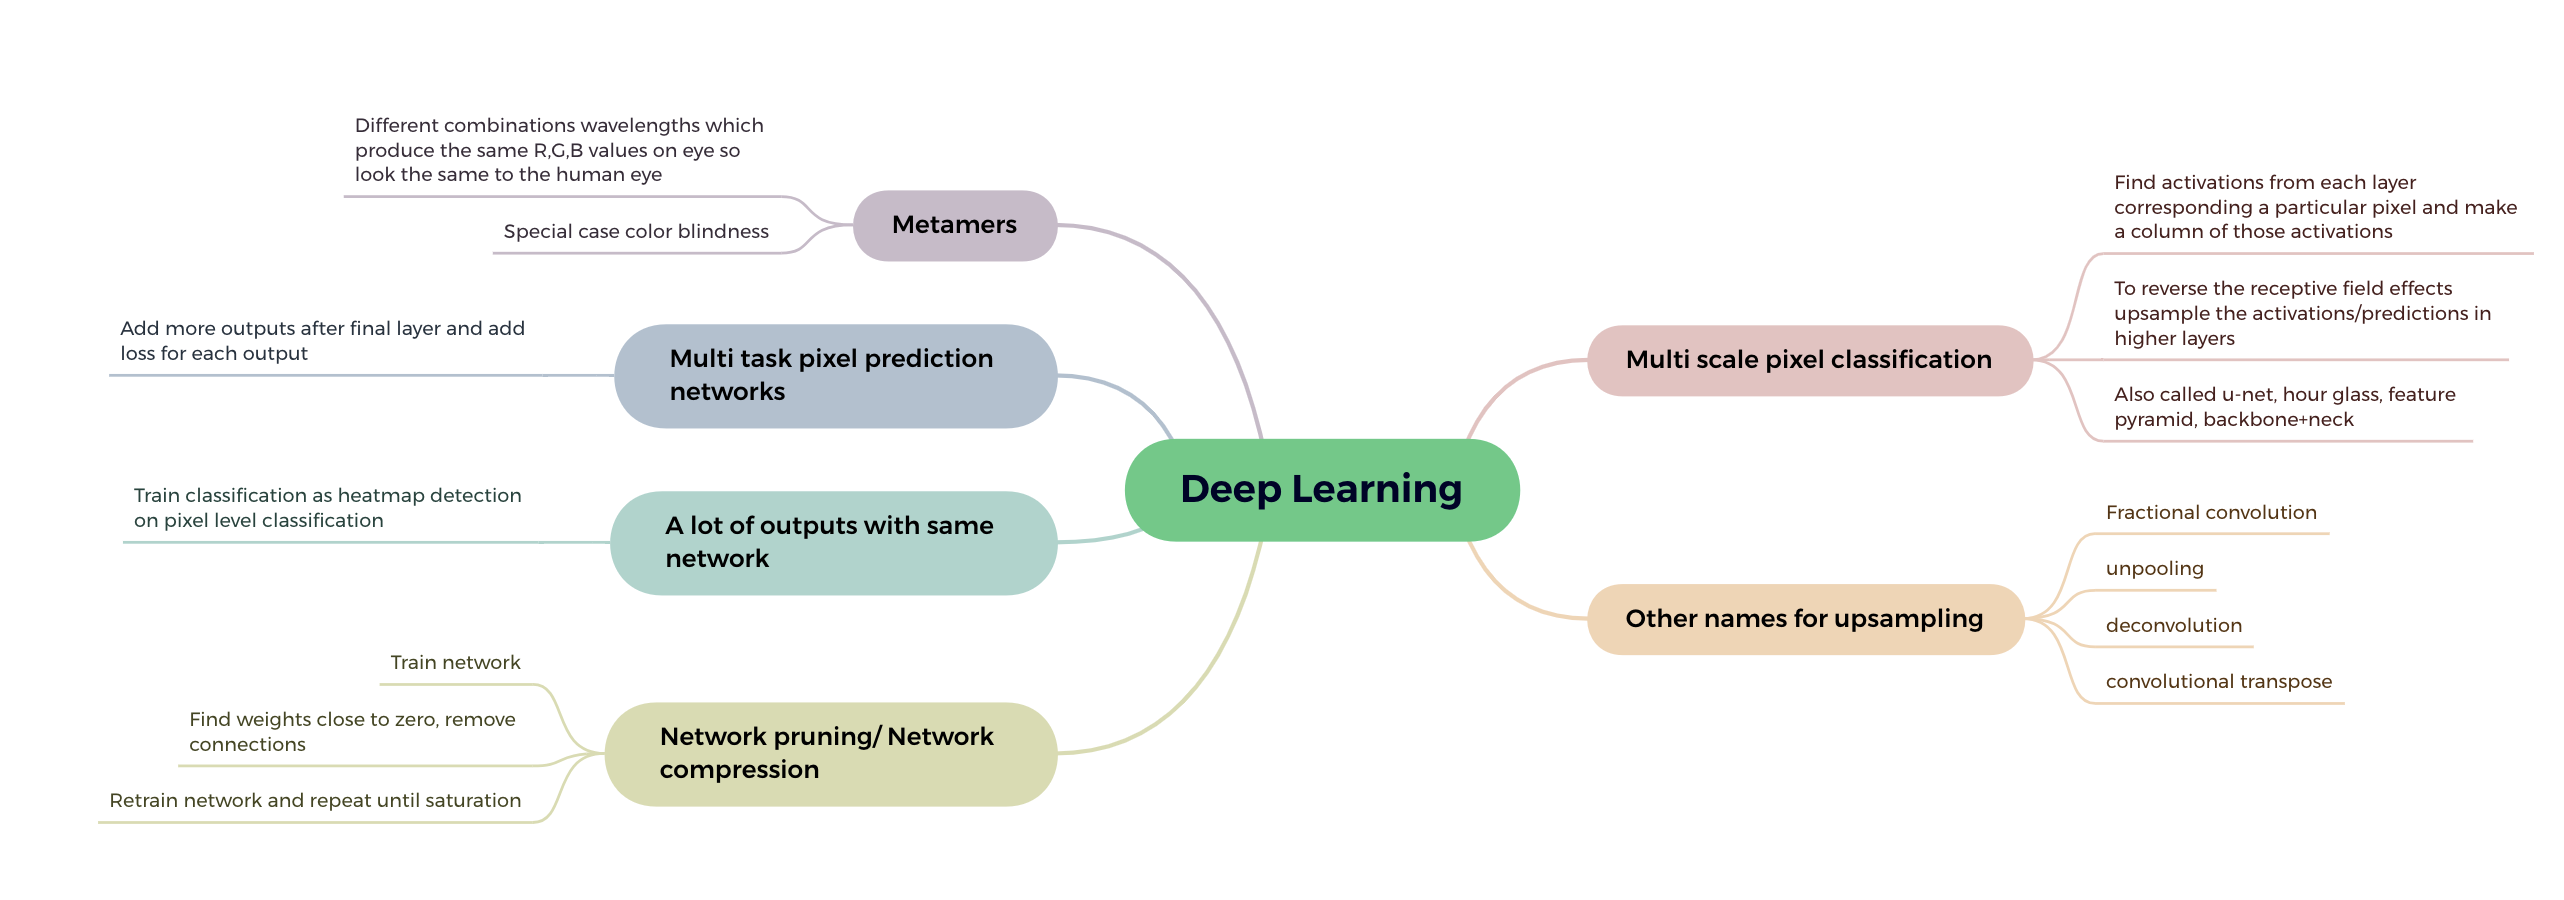 Deep Learning
Metamers
Different combinations wavelengths which
produce the same R,G,B values on eye so
look the same to the human eye
Special case color blindness
Multi task pixel prediction
networks
Add more outputs after final layer and add
loss for each output
A lot of outputs with same
network
Train classification as heatmap detection
on pixel level classification
Network pruning/ Network
compression
Train network
Find weights close to zero, remove
connections
Retrain network and repeat until saturation
Multi scale pixel classification
Find activations from each layer
corresponding a particular pixel and make
a column of those activations
To reverse the receptive field effects
upsample the activations/predictions in
higher layers
Also called u-net, hour glass, feature
pyramid, backbone+neck
Other names for upsampling
Fractional convolution
unpooling
deconvolution
convolutional transpose